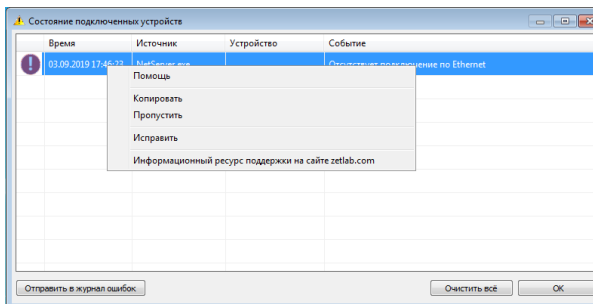 Состояние подключенных устройств
Время Источник Устройство Событие
03.09.2019 17:46:23 NetServer.exe Отсутствует подключение по Ethernet
Помощь
Копировать
Пропустить
Исправить
Информационный ресурс поддержки на сайте zetlab.com
Отправить в журнал ошибок Очистить всё OK